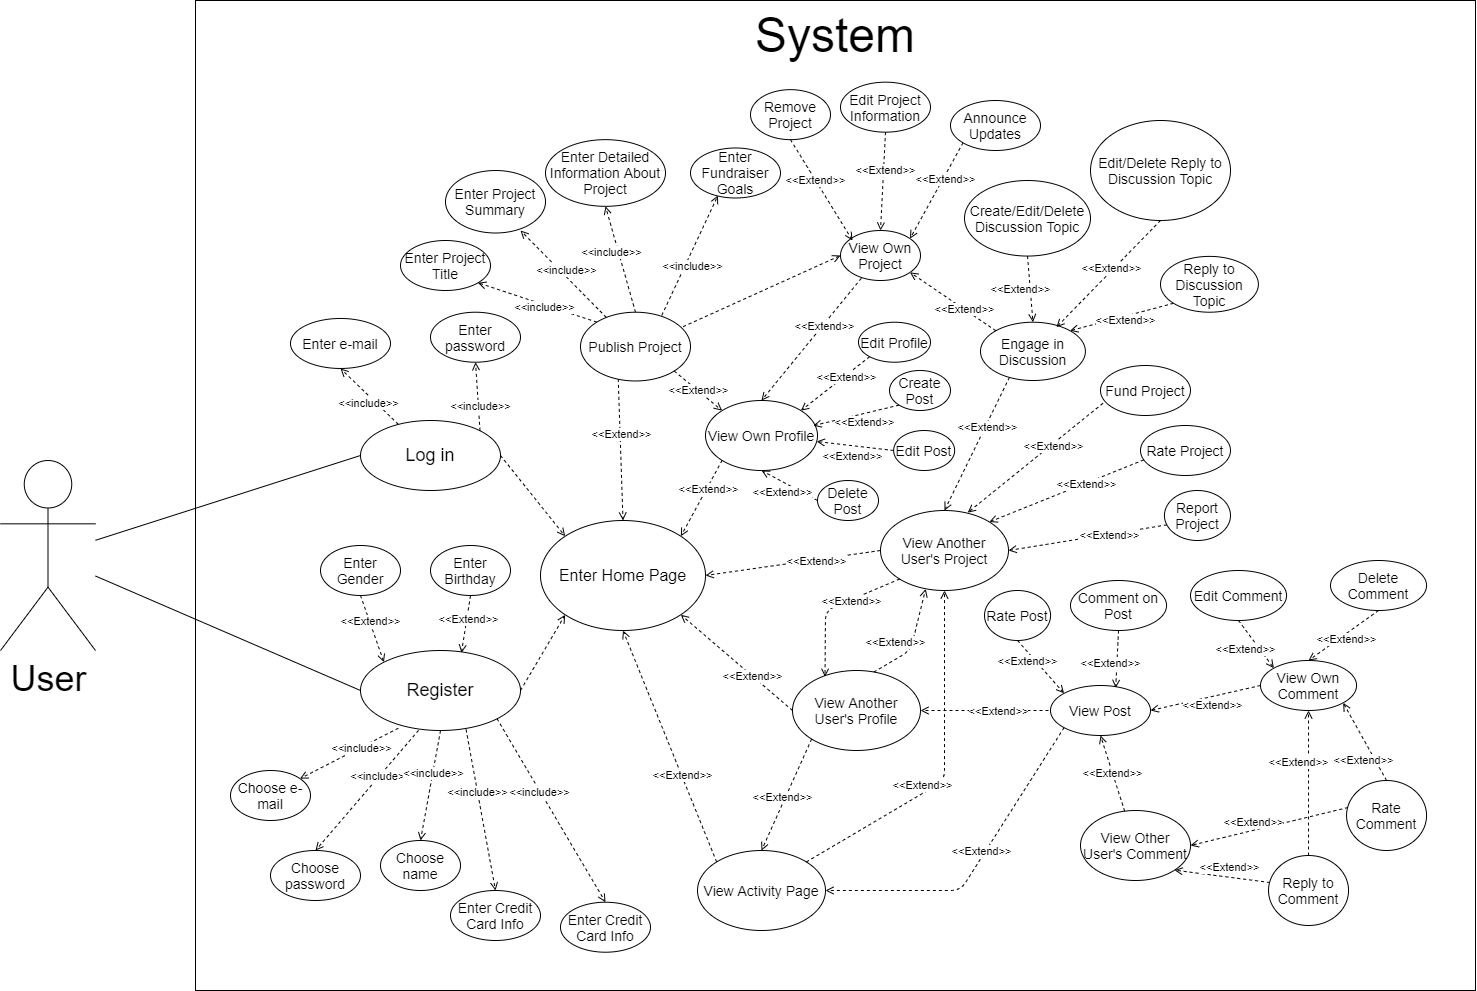 System
Remove
Project
Edit Project
Information
Announce
Updates
Enter Detailed
Information About
Project
Enter
Fundraiser
Goals
Edit/Delete Reply to
Discussion Topic
Enter Project
Summary
<<Extend>>
<<Extend>>
<<Extend>>
Create/Edit/Delete
Discussion Topic
Enter Project
Title
<<include>>
<<include>>
<<include>>
<<include>>
View Own
Project
<<Extend>>
<<Extend>>
<<Extend>>
<<Extend>>
Reply to
Discussion
Topic
Enter e-mail
Enter
password
Publish Project
<<Extend>>
Edit Profile
Engage in
Discussion
<<include>>
<<include>>
<<Extend>>
<<Extend>>
<<Extend>>
Create
Post
Fund Project
<<Extend>>
<<Extend>>
<<Extend>>
<<Extend>>
Log in
View Own Profile
Edit Post
Rate Project
<<Extend>>
<<Extend>>
<<Extend>>
<<Extend>>
Delete
Post
Report
Project
<<Extend>>
User
Enter
Gender
Enter
Birthday
Enter Home Page
<<Extend>>
View Another
User's Project
<<Extend>>
<<Extend>>
<<Extend>>
<<Extend>>
Rate Post
Comment on
Post
Edit Comment
Delete
Comment
<<Extend>>
<<Extend>>
<<Extend>>
<<Extend>>
<<Extend>>
Register
<<Extend>>
View Another
User's Profile
<<Extend>>
View Post
<<Extend>>
View Own
Comment
<<include>>
<<include>
<<include>>
<<include>>
<<include>>
<<Extend>>
<<Extend>>
<<Extend>>
<<Extend>>
<<Extend>>
<<Extend>>
Choose e-
mail
Choose
password
Choose
name
Enter Credit
Card Info
Enter Credit
Card Info
View Activity Page
<<Extend>>
View Other
User's Comment
<<Extend>>
<<Extend>>
Rate
Comment
Reply to
Comment